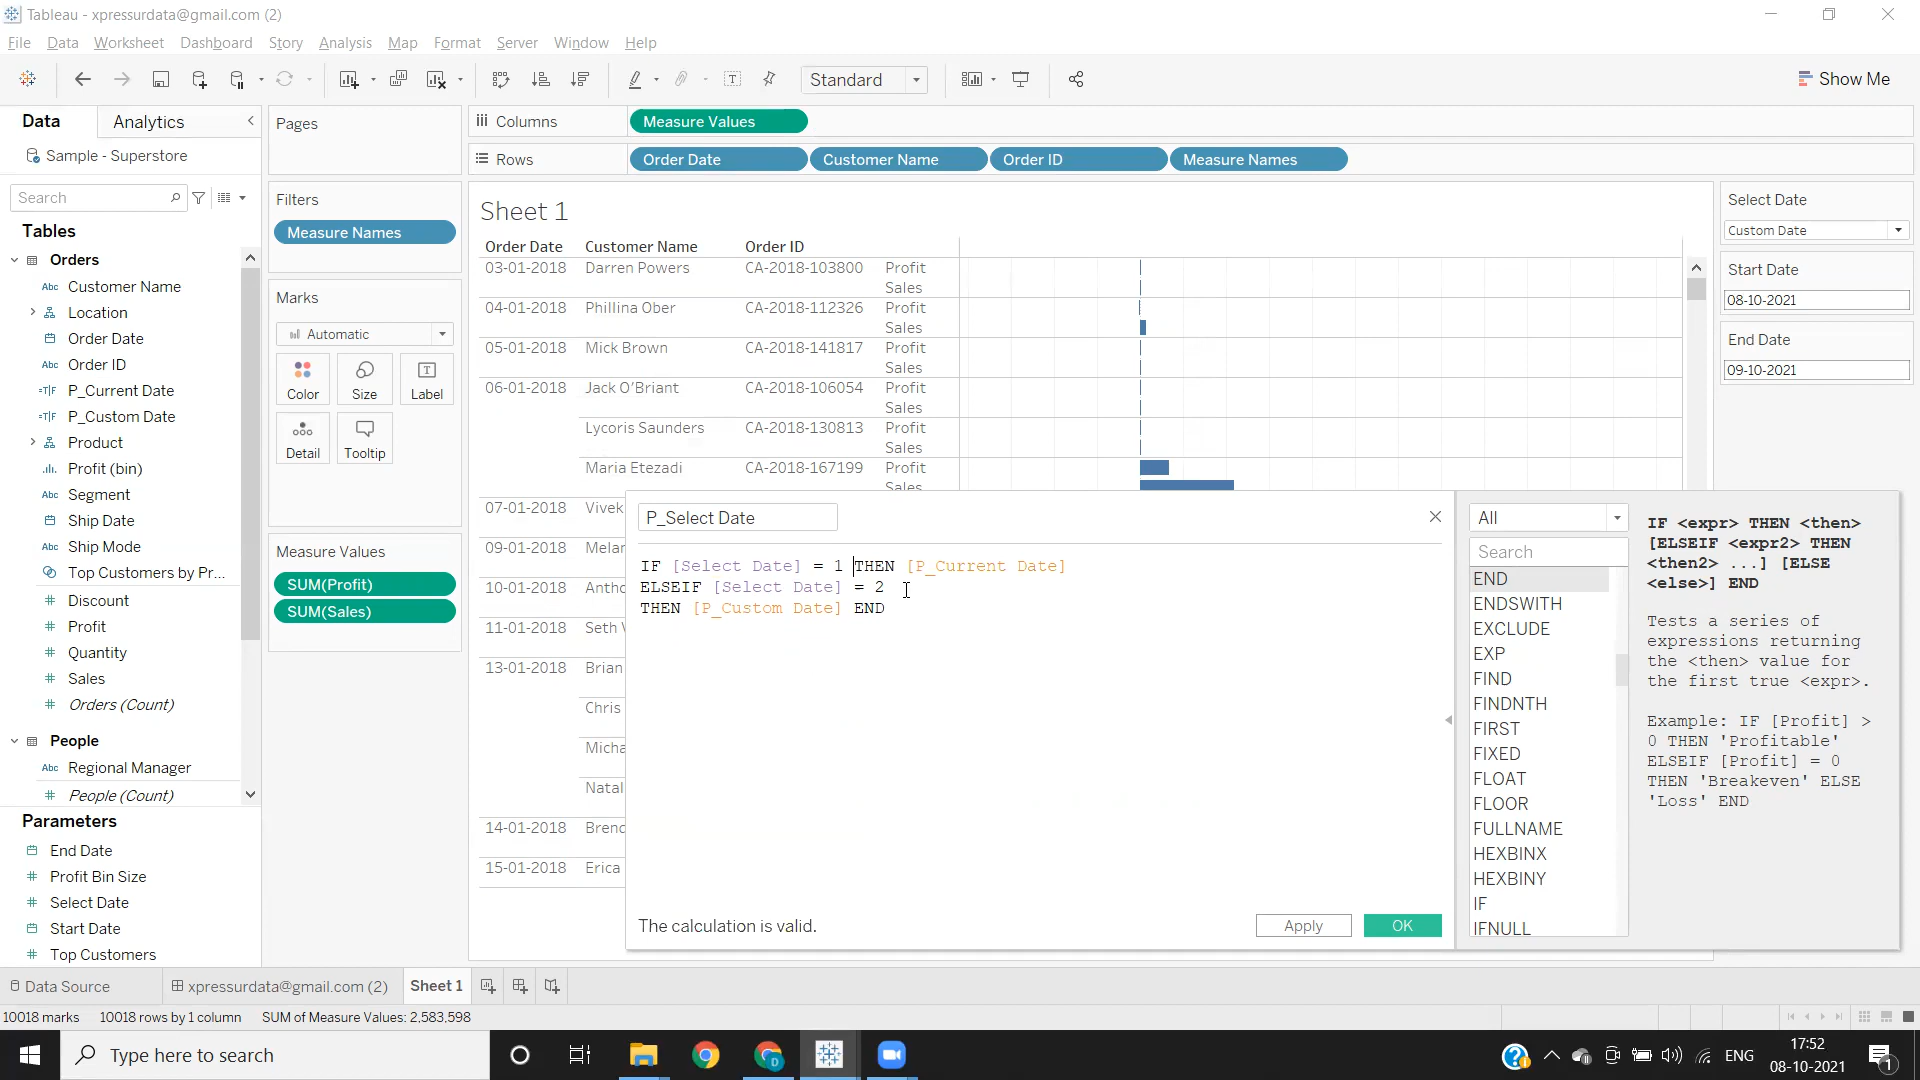 Tableau - xpressurdata@gmail.com (2)
File Data Worksheet Dashboard Story Analysis Map Format Server Window Help
Standard
Show Me
Data
Analytics
Sample - Superstore
Search
Tables
Orders
Abc Customer Name
Location
Order Date
Abc Order ID
=T|F P_Current Date
=T|F P_Custom Date
Product
Profit (bin)
Abc Segment
Ship Date
Abc Ship Mode
Top Customers by Pr...
# Discount
# Profit
# Quantity
# Sales
# Orders (Count)
People
Abc Regional Manager
# People (Count)
Parameters
End Date
# Profit Bin Size
# Select Date
Start Date
# Top Customers
Pages
Filters
Measure Names
Marks
Automatic
Color
Size
Label
Detail
Tooltip
Measure Values
SUM(Profit)
SUM(Sales)
Columns
Measure Values
Rows
Order Date
Customer Name
Order ID
Measure Names
Sheet 1
Order Date Customer Name Order ID
03-01-2018 Darren Powers CA-2018-103800 Profit
Sales
04-01-2018 Phillina Ober CA-2018-112326 Profit
Sales
05-01-2018 Mick Brown CA-2018-141817 Profit
Sales
06-01-2018 Jack O'Briant CA-2018-106054 Profit
Sales
Lycoris Saunders CA-2018-130813 Profit
Sales
Maria Etezadi CA-2018-167199 Profit
Sales
07-01-2018 Vivek
09-01-2018 Melan
10-01-2018 Antho
11-01-2018 Seth
13-01-2018 Brian
Chris
Micha
Natal
14-01-2018 Brend
15-01-2018 Erica
Select Date
Custom Date
Start Date
08-10-2021
End Date
09-10-2021
P_Select Date
IF [Select Date] = 1 THEN [P_Current Date]
ELSEIF [Select Date] = 2
THEN [P_Custom Date] END
The calculation is valid.
Apply
OK
All
Search
END
ENDSWITH
EXCLUDE
EXP
FIND
FINDNTH
FIRST
FIXED
FLOAT
FLOOR
FULLNAME
HEXBINX
HEXBINY
IF
IFNULL
IF <expr> THEN <then>
[ELSEIF <expr2> THEN
<then2> ...] [ELSE
<else>] END
Tests a series of
expressions returning
the <then> value for
the first true <expr>.
Example: IF [Profit] >
0 THEN 'Profitable'
ELSEIF [Profit] = 0
THEN 'Breakeven' ELSE
'Loss' END
Data Source
xpressurdata@gmail.com (2)
Sheet 1
10018 marks 10018 rows by 1 column SUM of Measure Values: 2,583,598
Type here to search
ENG
17:52
08-10-2021
1